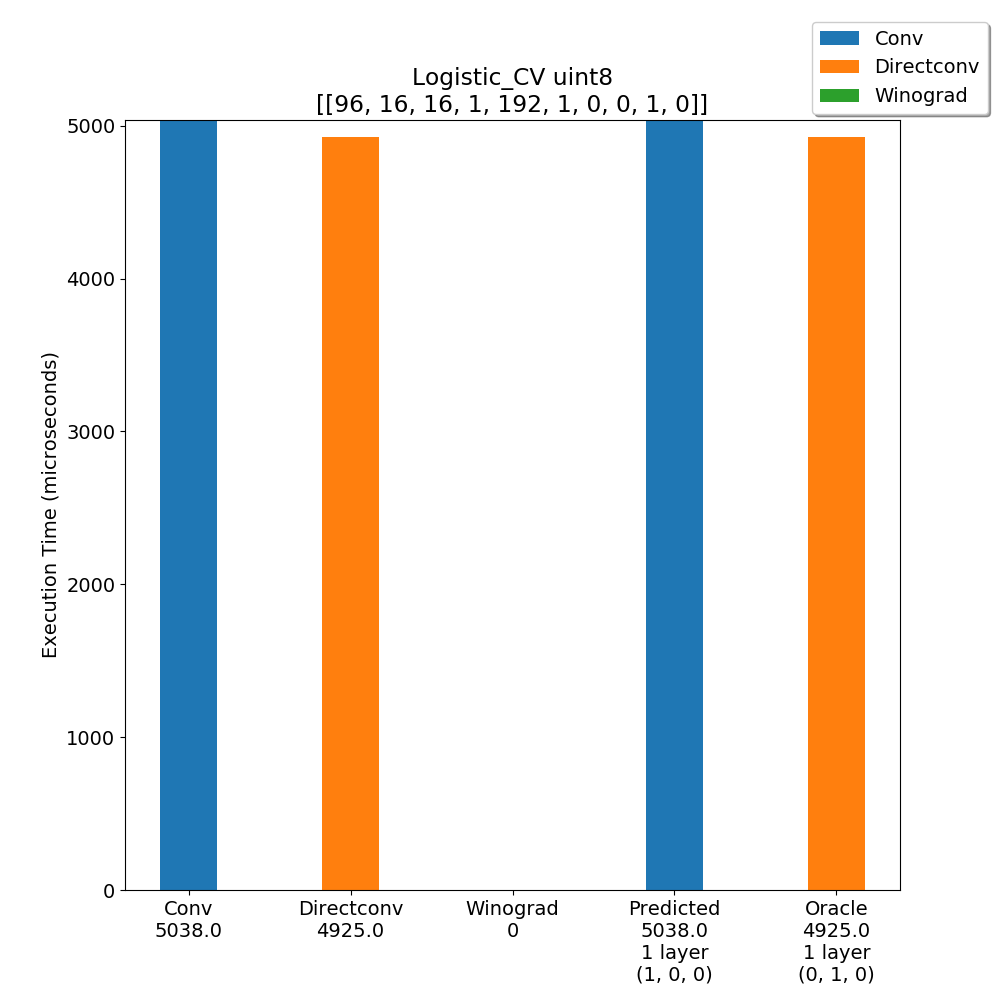 Conv
Directconv
Winograd
Logistic_CV uint8
[[96, 16, 16, 1, 192, 1, 0, 0, 1, 0]]
Execution Time (microseconds)
5000
4000
3000
2000
1000
0
Conv
5038.0
Directconv
4925.0
Winograd
0
Predicted
5038.0
1 layer
(1, 0, 0)
Oracle
4925.0
1 layer
(0, 1, 0)